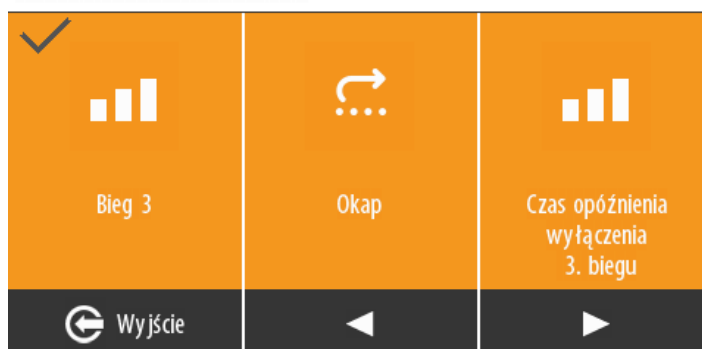 Bieg 3
Okap
Czas opóźnienia
wyłączenia
3. biegu
Wyjście